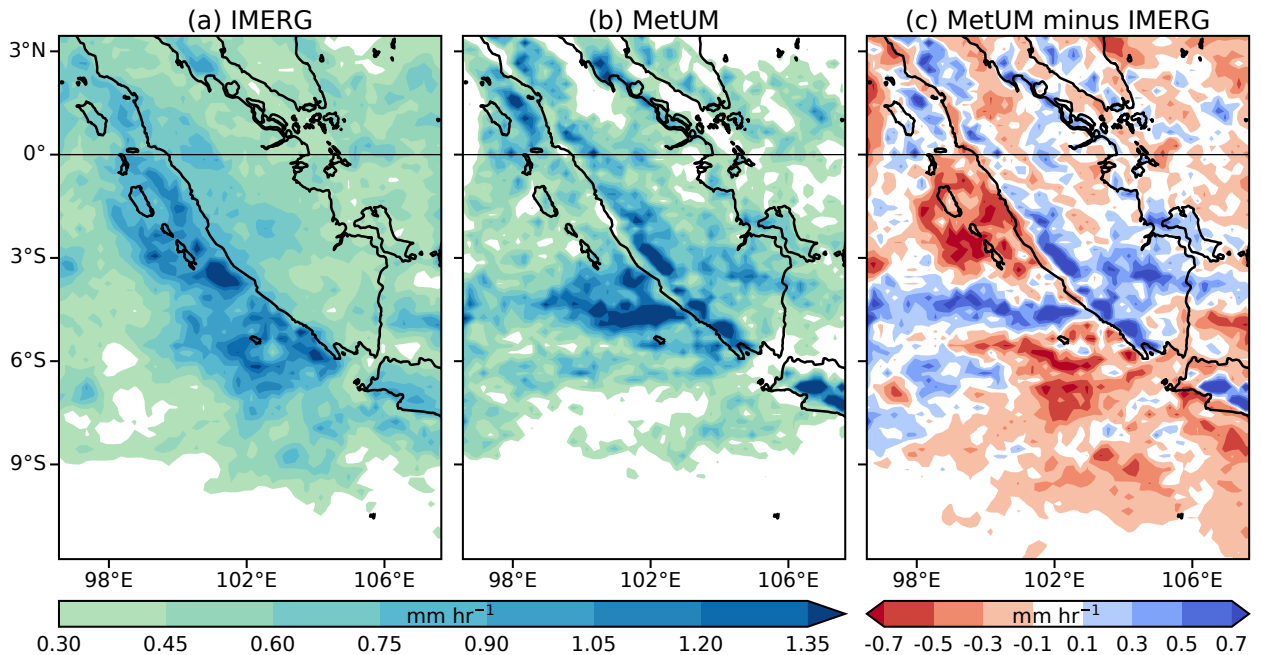 (a) IMERG
(b) MetUM
(c) MetUM minus IMERG
3°N
0°
3°S
6°S
9°S
98°E 102°E 106°E
98°E 102°E 106°E
98°E 102°E 106°E
mm hr⁻¹
0.30 0.45 0.60 0.75 0.90 1.05 1.20 1.35
mm hr⁻¹
-0.7 -0.5 -0.3 -0.1 0.1 0.3 0.5 0.7